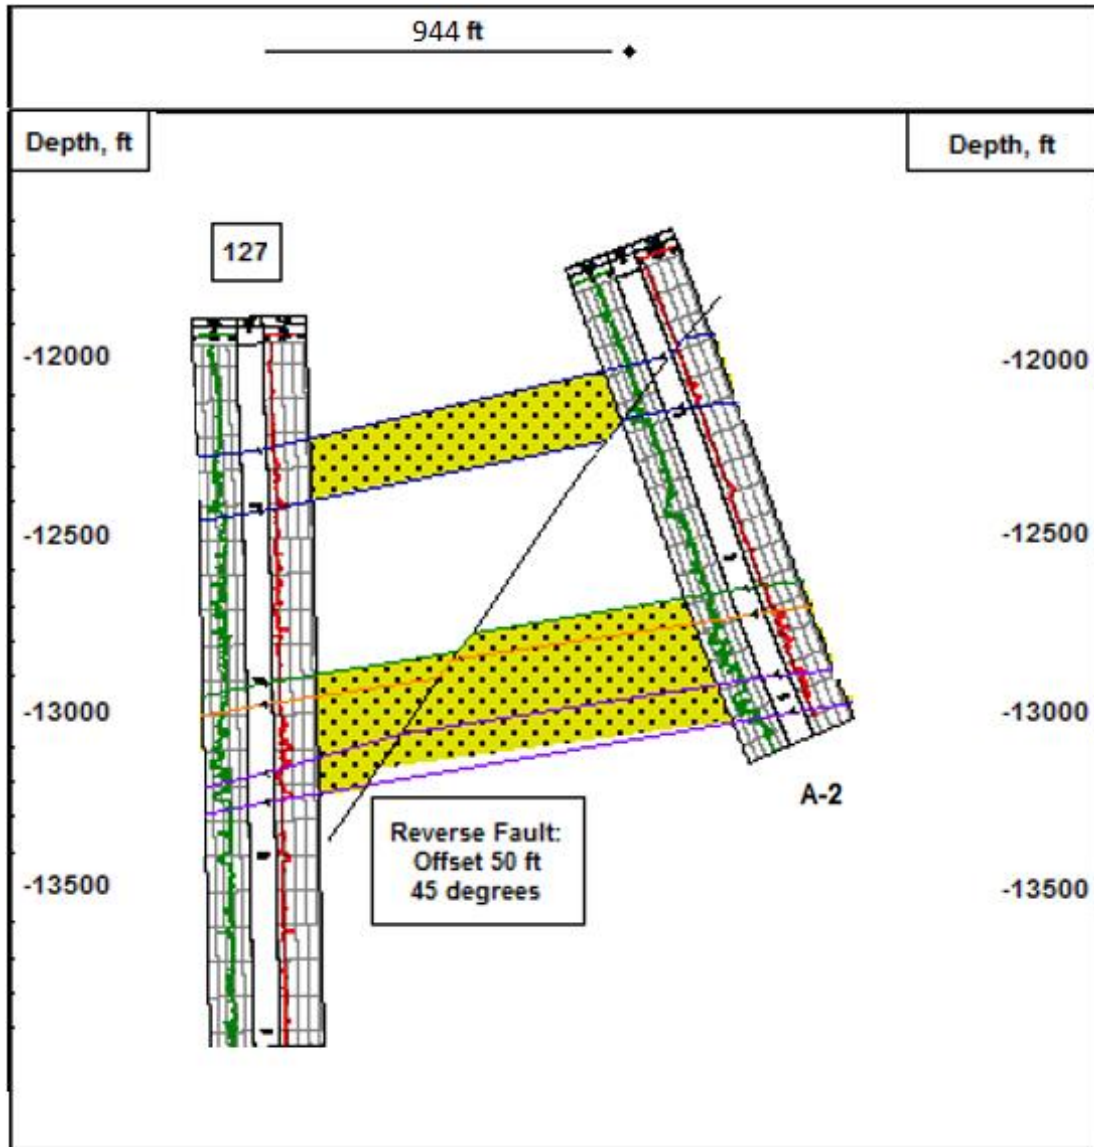 944 ft
Depth, ft
Depth, ft
127
-12000
-12000
-12500
-12500
-13000
-13000
A-2
Reverse Fault:
Offset 50 ft
45 degrees
-13500
-13500